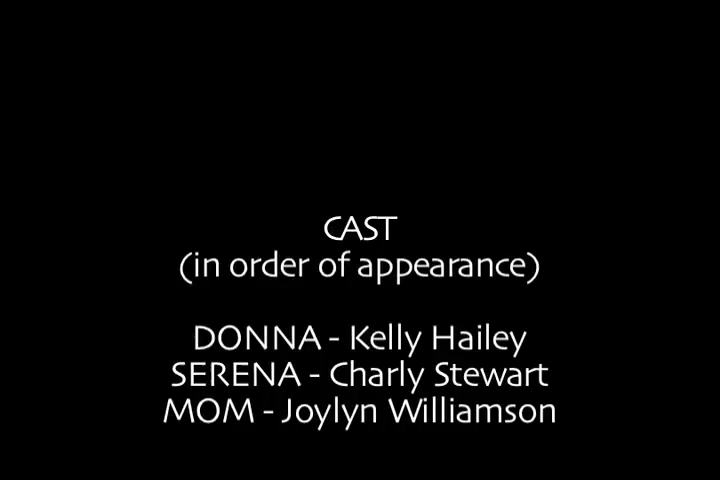 CAST
(in order of appearance)
DONNA - Kelly Hailey
SERENA - Charly Stewart
MOM - Joylyn Williamson